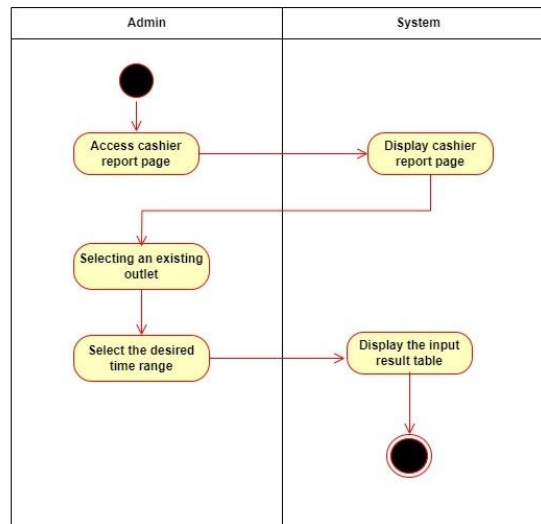 Admin
System
Access cashier
report page
Display cashier
report page
Selecting an existing
outlet
Select the desired
time range
Display the input
result table